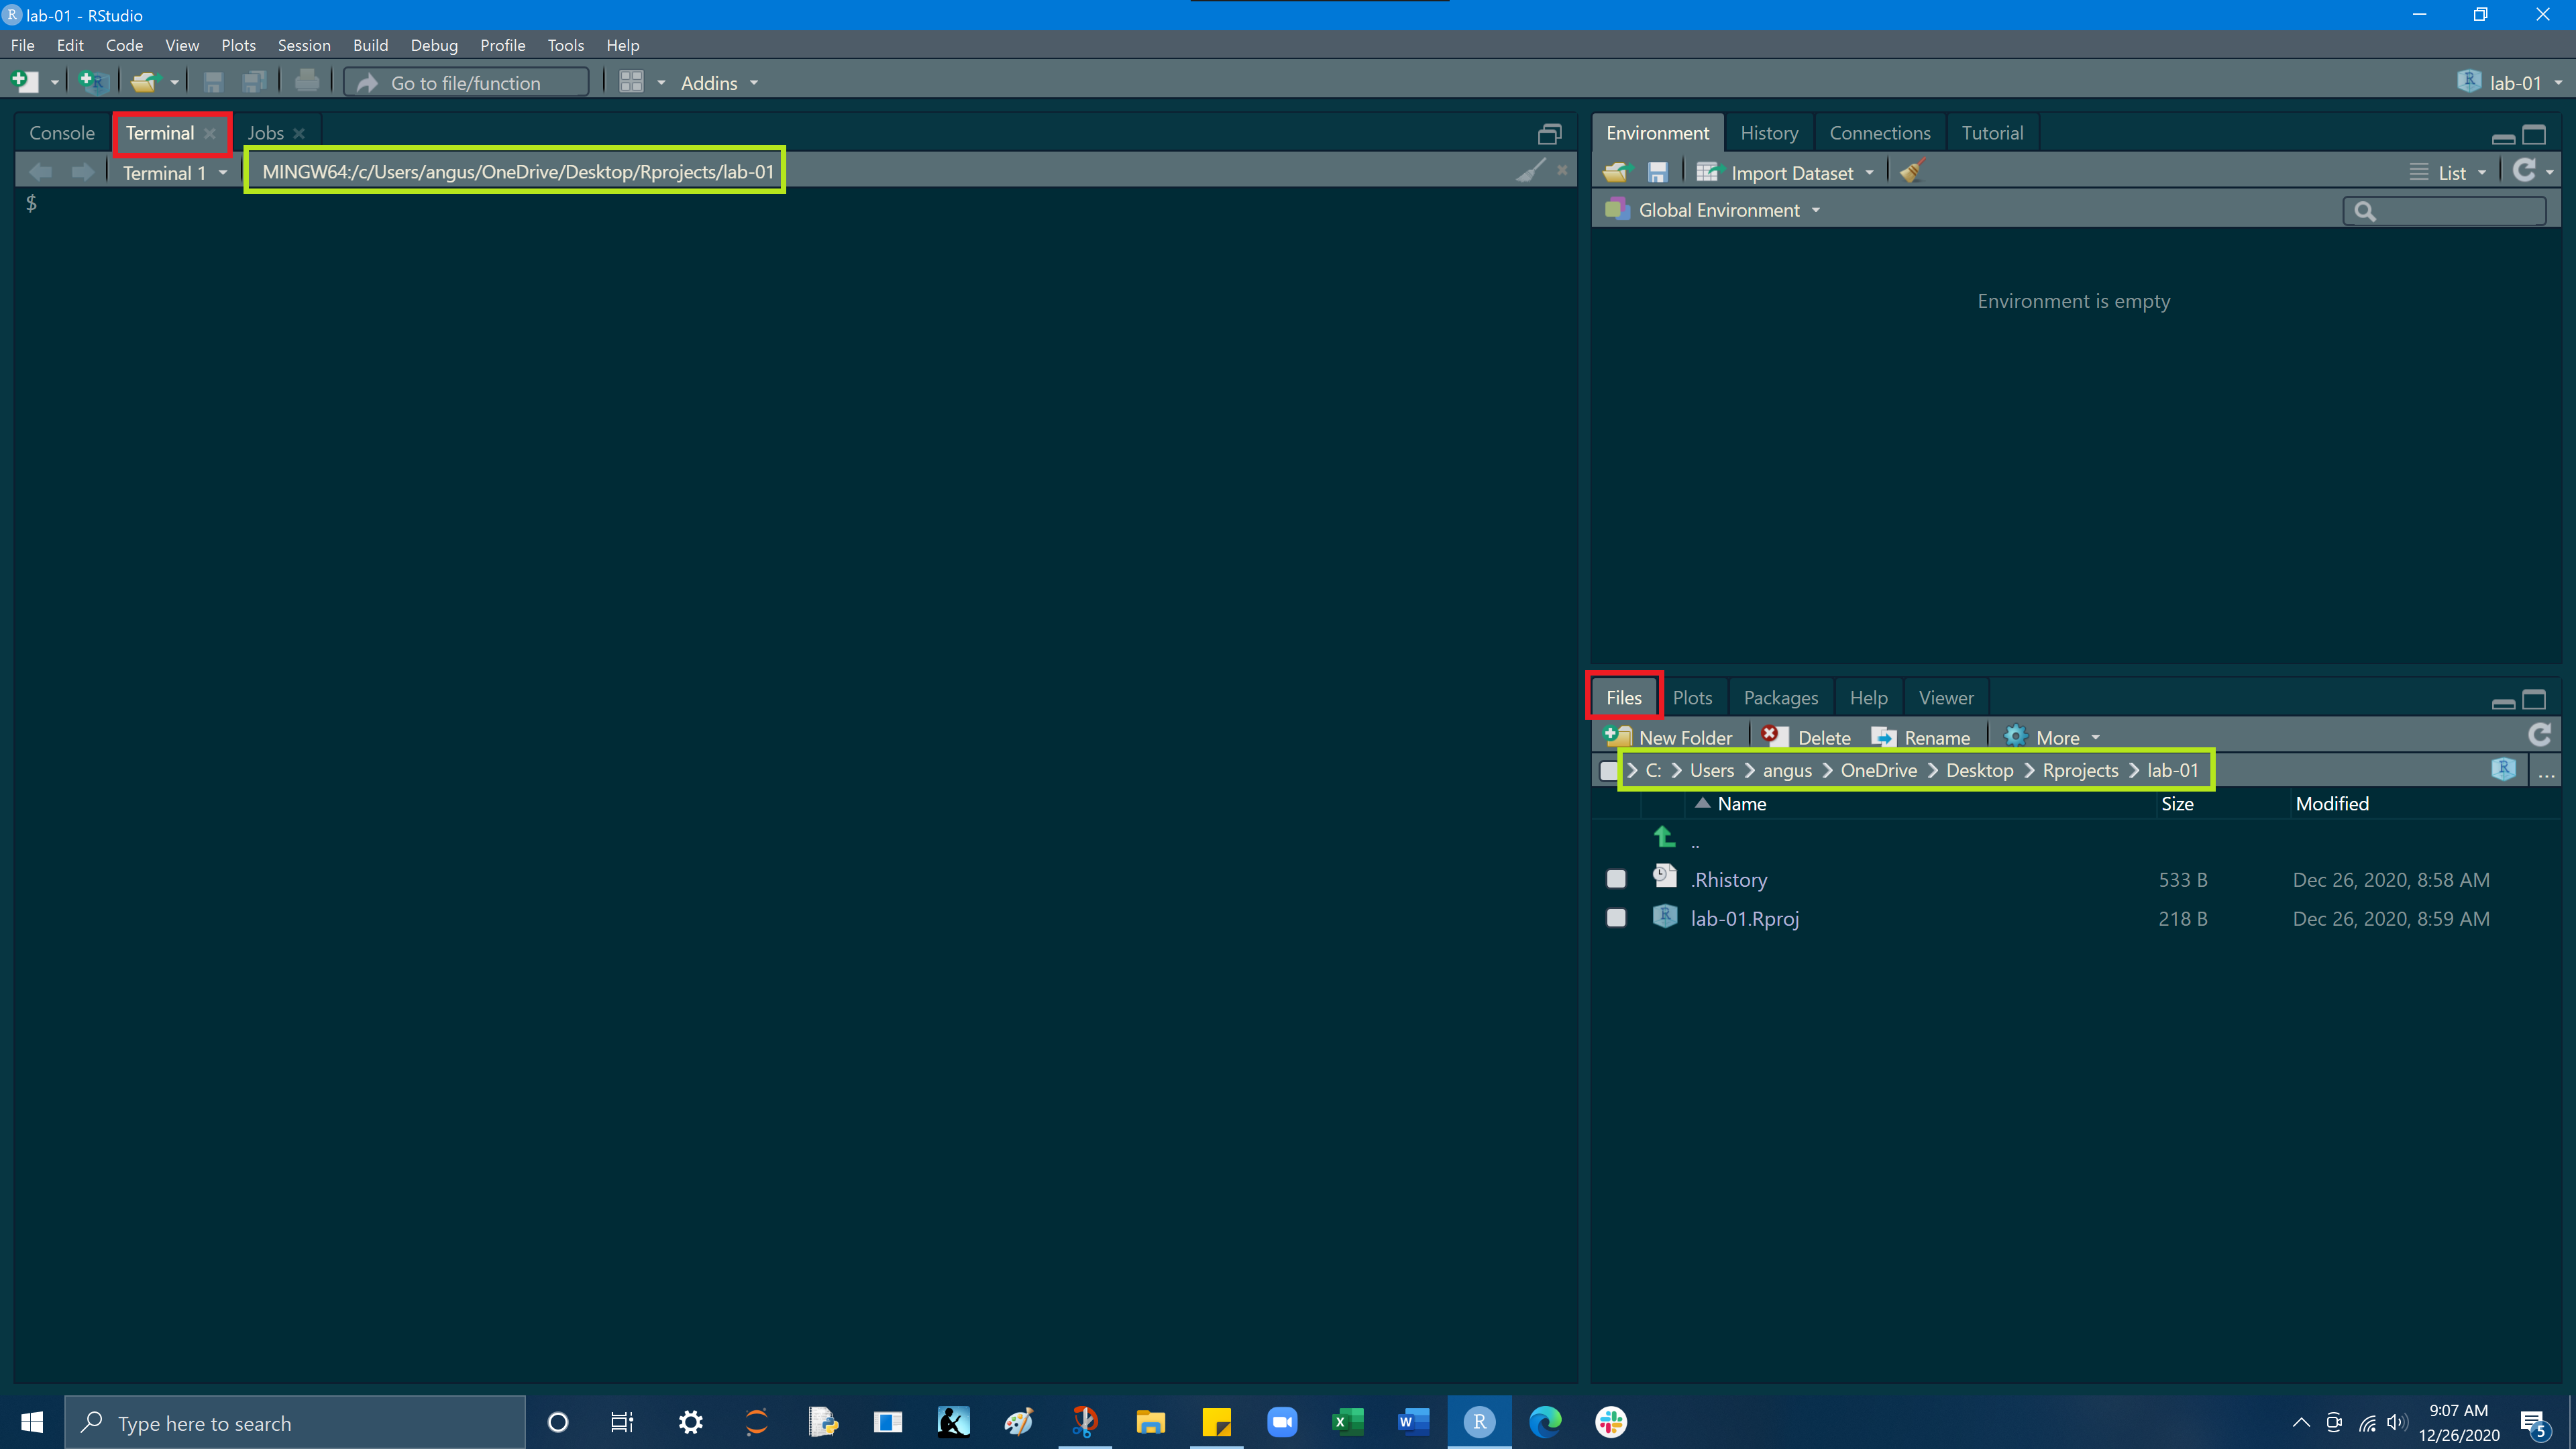 lab-01 - RStudio
File Edit Code View Plots Session Build Debug Profile Tools Help
Go to file/function Addins lab-01
Console Terminal Jobs
Terminal 1 MINGW64:/c/Users/angus/OneDrive/Desktop/Rprojects/lab-01
$
Environment History Connections Tutorial
Import Dataset List
Global Environment
Environment is empty
Files Plots Packages Help Viewer
New Folder Delete Rename More
C: Users angus OneDrive Desktop Rprojects lab-01 ...
Name Size Modified
..
.Rhistory 533 B Dec 26, 2020, 8:58 AM
lab-01.Rproj 218 B Dec 26, 2020, 8:59 AM
Type here to search
9:07 AM
12/26/2020
5